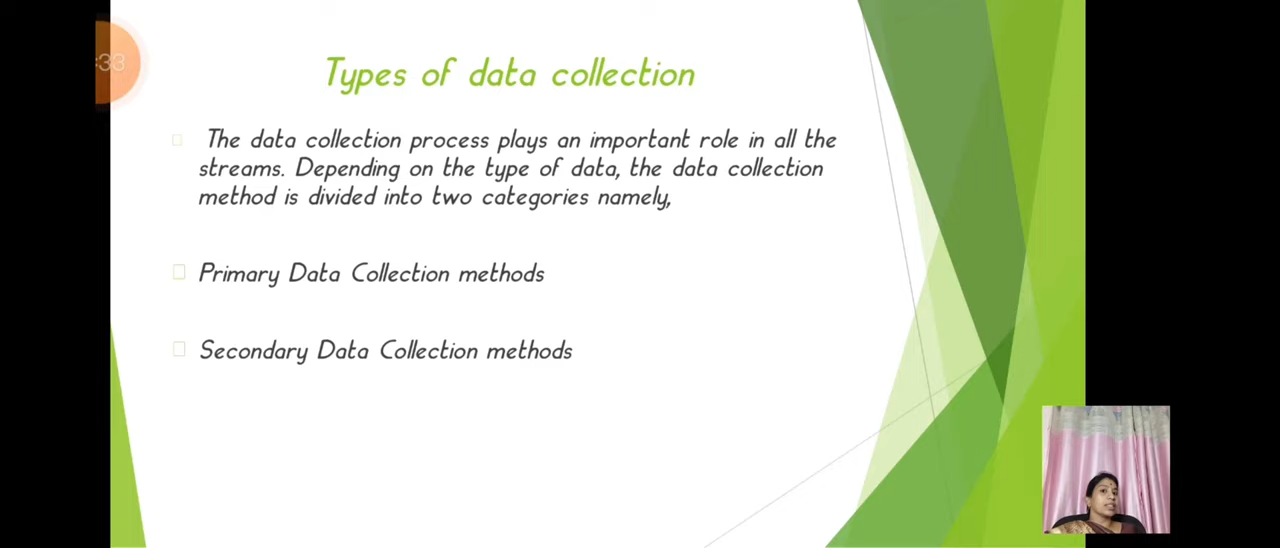 :33
Types of data collection
The data collection process plays an important role in all the
streams. Depending on the type of data, the data collection
method is divided into two categories namely,
Primary Data Collection methods
Secondary Data Collection methods